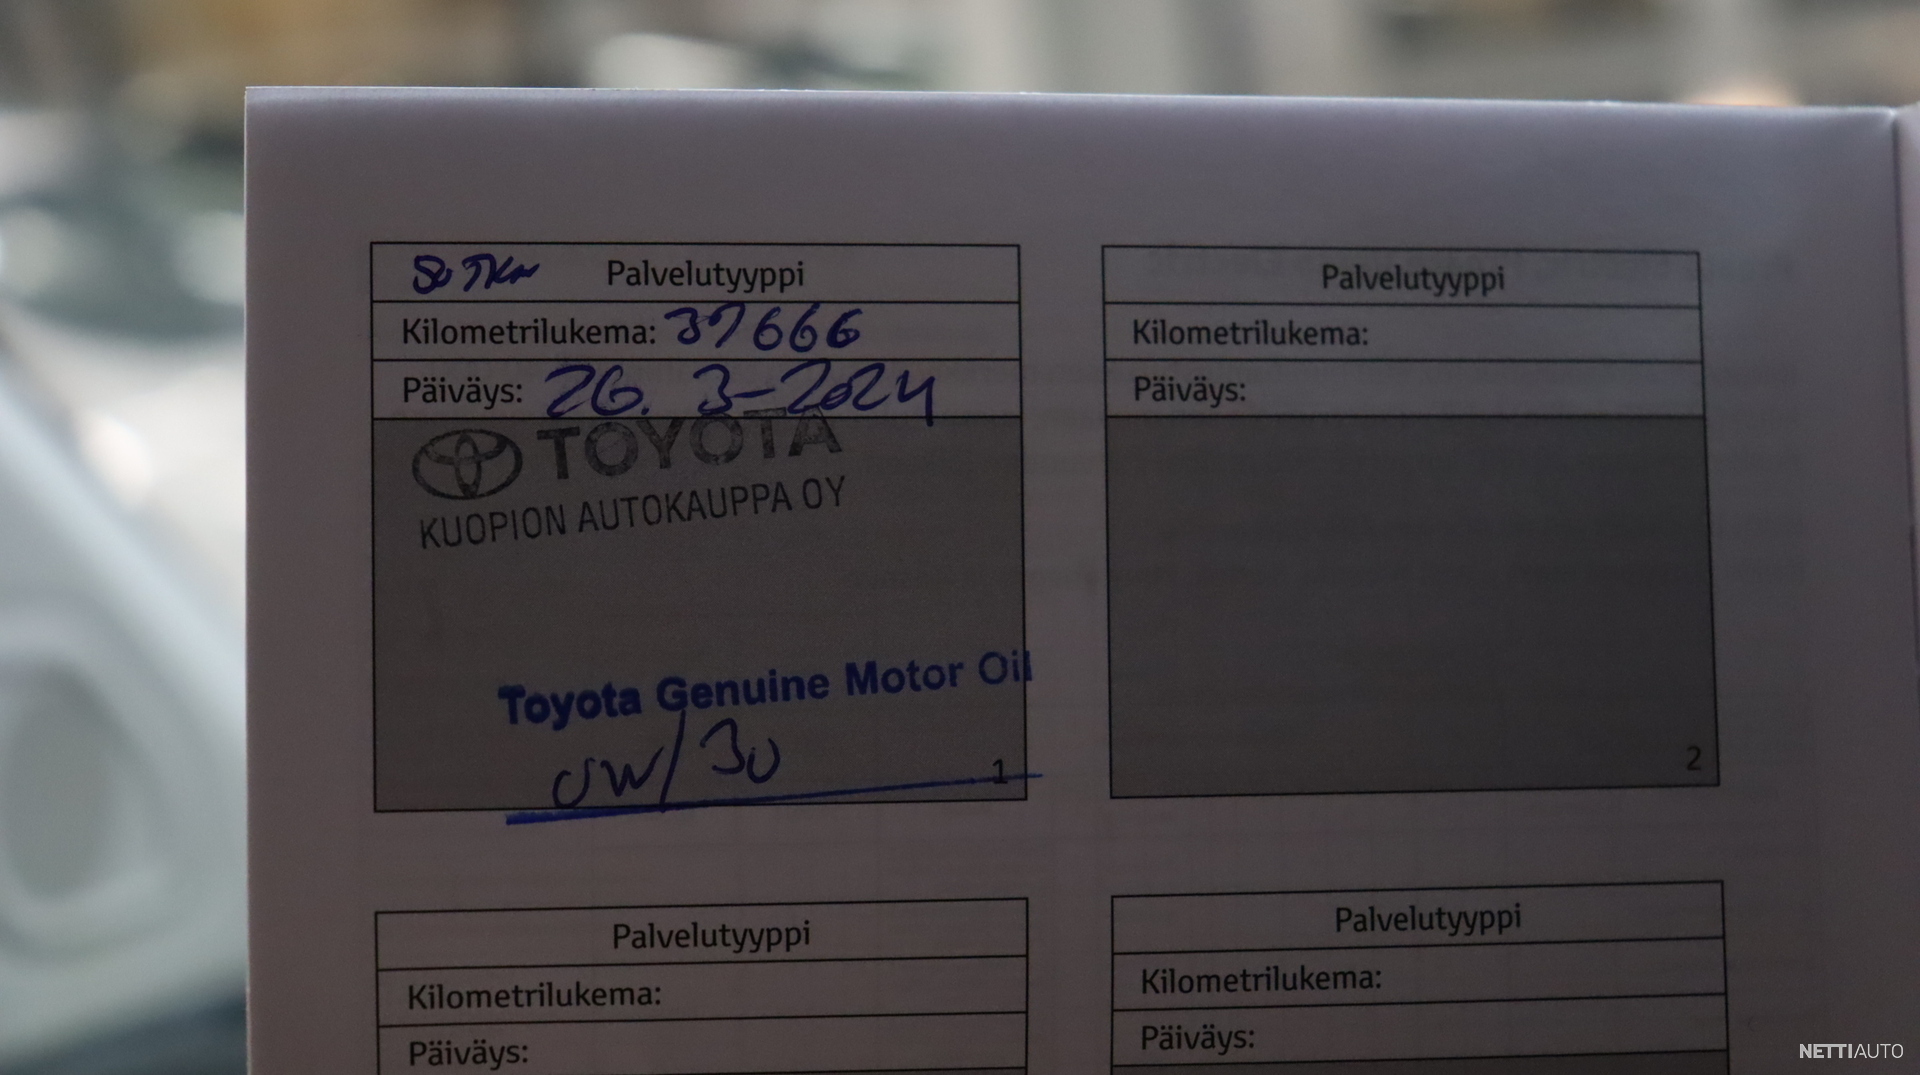 Palvelutyyppi
Kilometrilukema: 37666
Päiväys: 26. 3-2024
TOYOTA
KUOPION AUTOKAUPPA OY
Toyota Genuine Motor Oil
0W/30
1
Palvelutyyppi
Kilometrilukema:
Päiväys:
2
Palvelutyyppi
Kilometrilukema:
Päiväys:
Palvelutyyppi
Kilometrilukema:
Päiväys:
NETTIAUTO